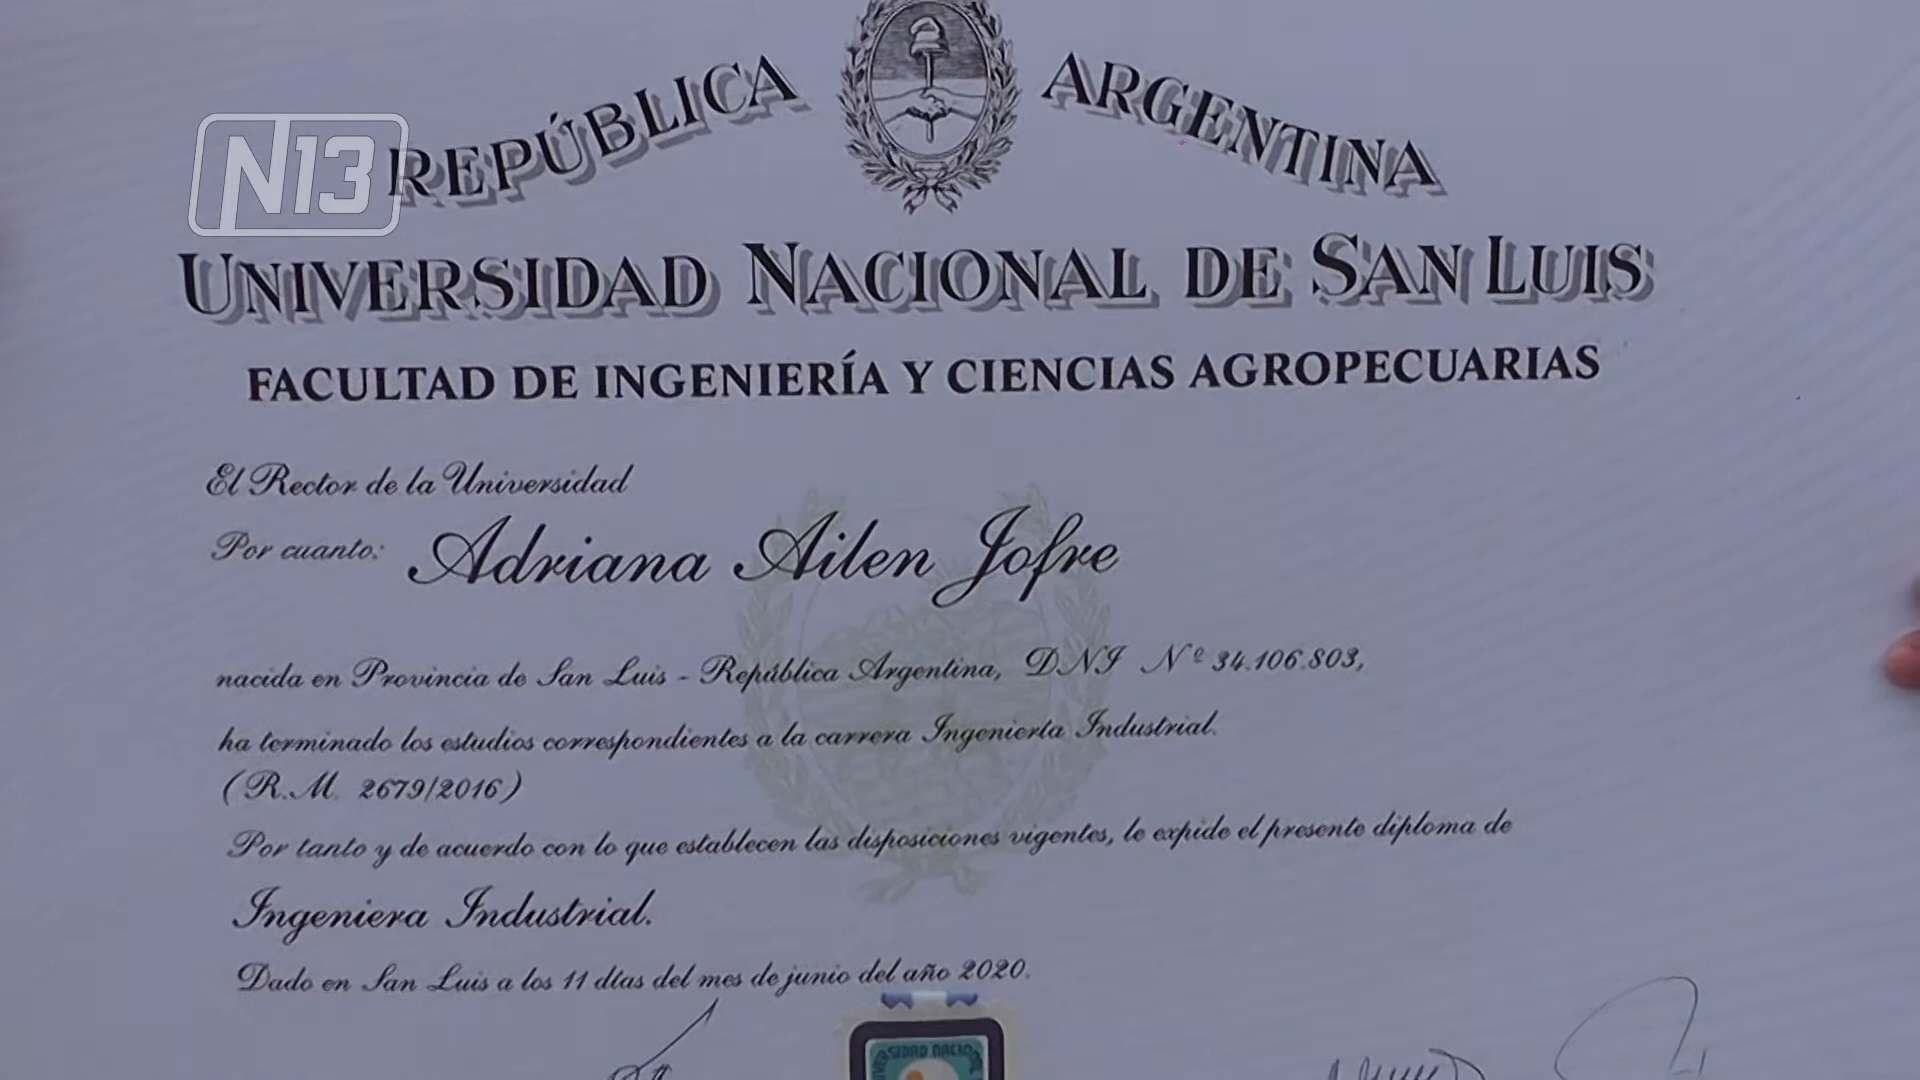 N13
REPÚBLICA ARGENTINA
UNIVERSIDAD NACIONAL DE SAN LUIS
FACULTAD DE INGENIERÍA Y CIENCIAS AGROPECUARIAS
El Rector de la Universidad
Por cuanto: Adriana Ailen Jofre
nacida en Provincia de San Luis - República Argentina, DNI Nº 34.106.803,
ha terminado los estudios correspondientes a la carrera Ingeniería Industrial.
(R.M. 2679/2016)
Por tanto y de acuerdo con lo que establecen las disposiciones vigentes, le expide el presente diploma de
Ingeniera Industrial.
Dado en San Luis a los 11 días del mes de junio del año 2020.